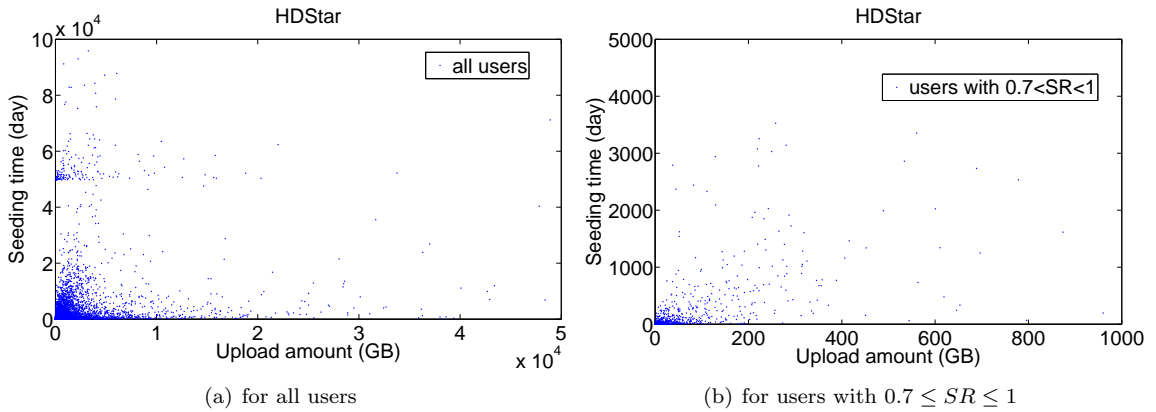 HDStar
x 10^4
10
8
6
4
2
0
Seeding time (day)
all users
0 1 2 3 4 5
Upload amount (GB)
x 10^4
(a) for all users
HDStar
5000
4000
3000
2000
1000
0
Seeding time (day)
users with 0.7<SR<1
0 200 400 600 800 1000
Upload amount (GB)
(b) for users with 0.7 ≤ SR ≤ 1